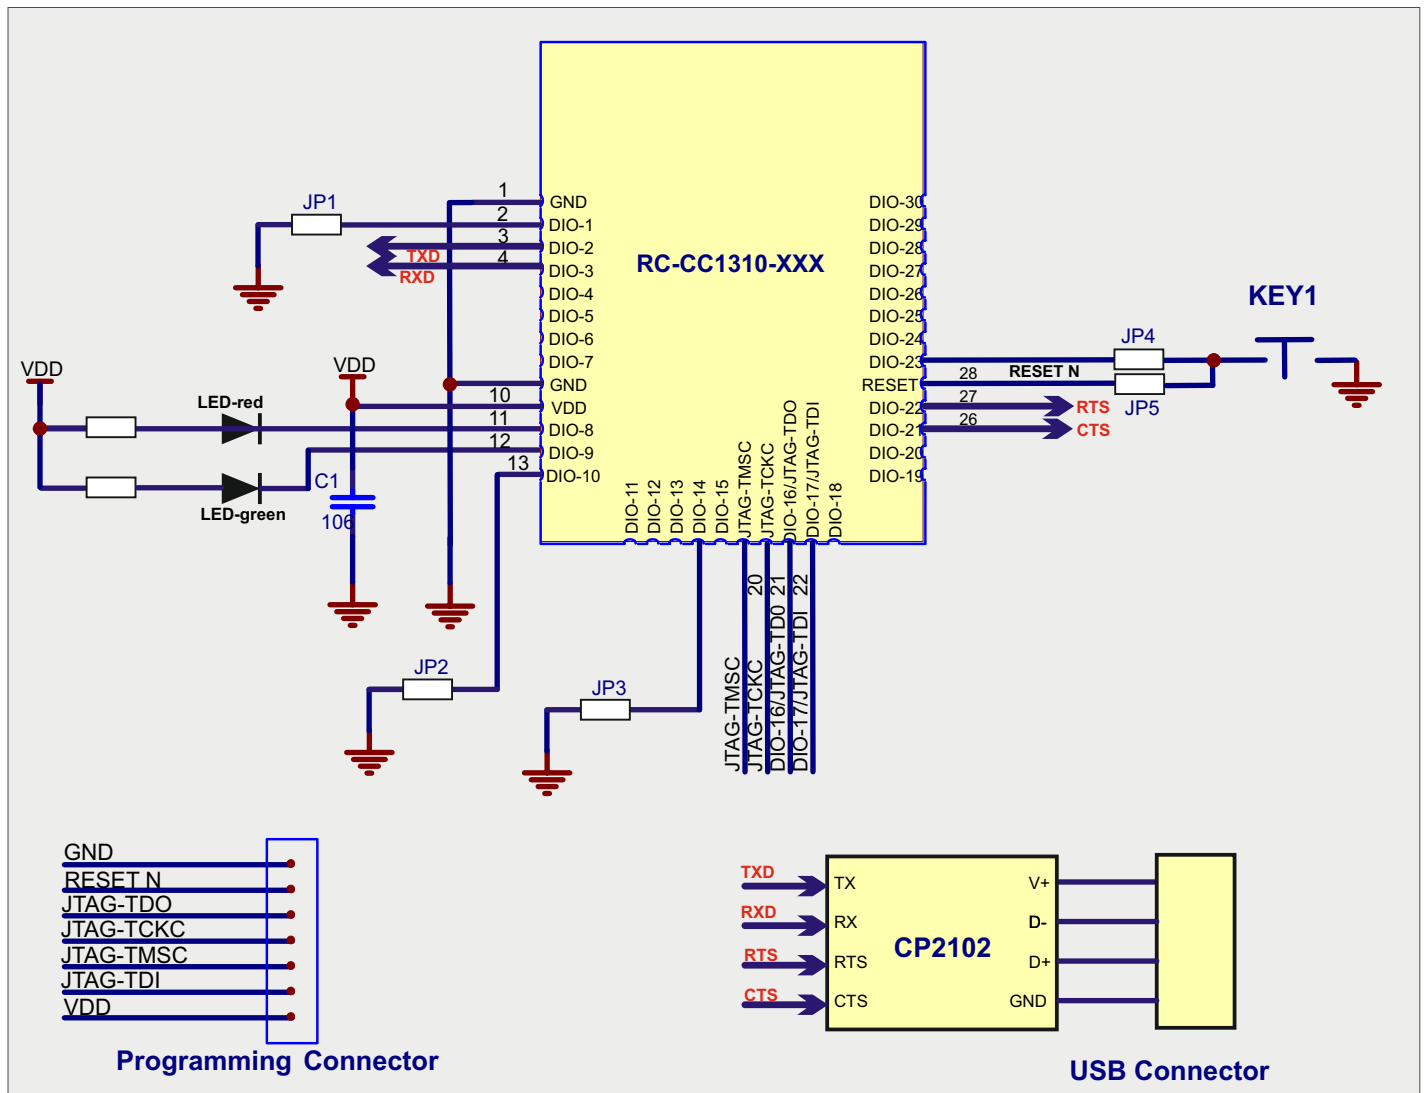 RC-CC1310-XXX
1
2
3
4
10
11
12
13
GND
DIO-1
DIO-2
DIO-3
DIO-4
DIO-5
DIO-6
DIO-7
GND
VDD
DIO-8
DIO-9
DIO-10
DIO-30
DIO-29
DIO-28
DIO-27
DIO-26
DIO-25
DIO-24
DIO-23
RESET
DIO-22
DIO-21
DIO-20
DIO-19
DIO-11
DIO-12
DIO-13
DIO-14
DIO-15
JTAG-TMSC
JTAG-TCKC
DIO-16/JTAG-TDO
DIO-17/JTAG-TDI
DIO-18
JP1
TXD
RXD
VDD
VDD
LED-red
LED-green
C1
106
JP2
JP3
JTAG-TMSC
JTAG-TCKC
20
DIO-16/JTAG-TD0
21
DIO-17/JTAG-TDI
22
KEY1
JP4
28
RESET N
JP5
27
RTS
26
CTS
GND
RESET N
JTAG-TDO
JTAG-TCKC
JTAG-TMSC
JTAG-TDI
VDD
Programming Connector
TXD
RXD
RTS
CTS
TX
RX
RTS
CTS
CP2102
V+
D-
D+
GND
USB Connector